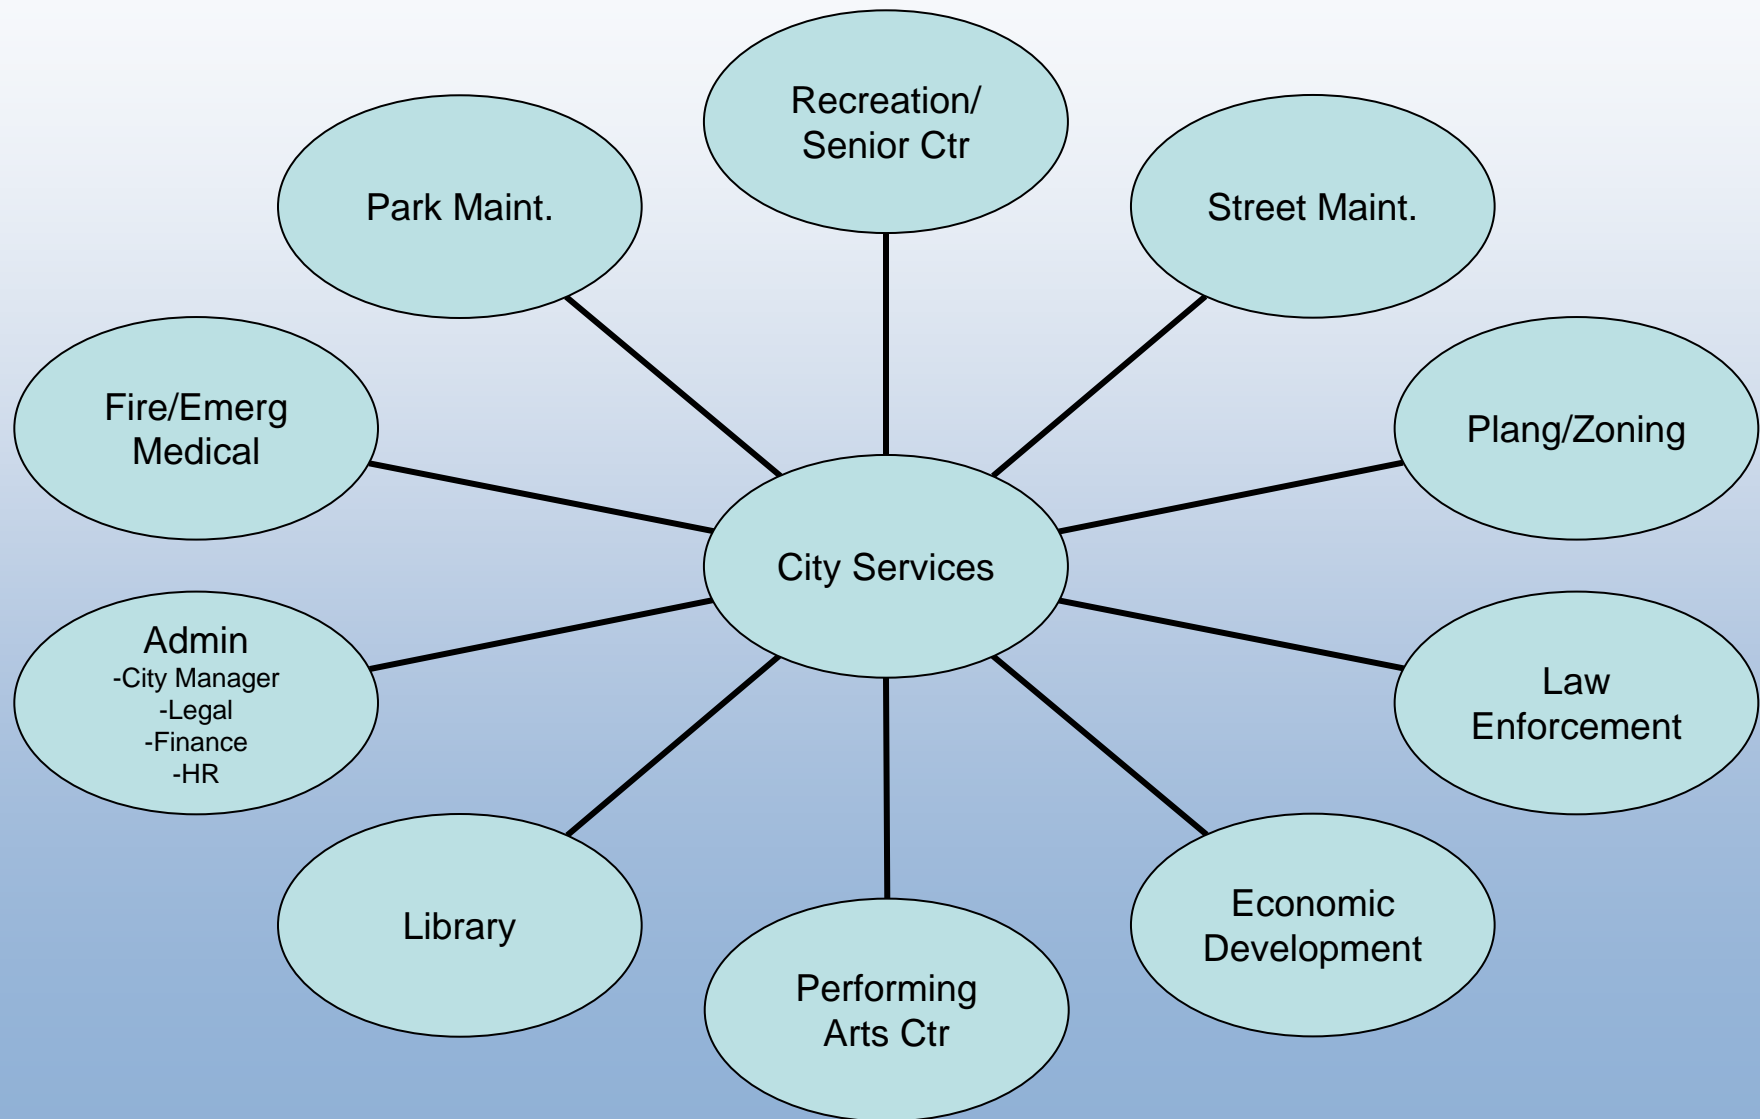 Recreation/
Senior Ctr
Park Maint.
Street Maint.
Fire/Emerg
Medical
Plang/Zoning
City Services
Admin
-City Manager
-Legal
-Finance
-HR
Law
Enforcement
Library
Economic
Development
Performing
Arts Ctr